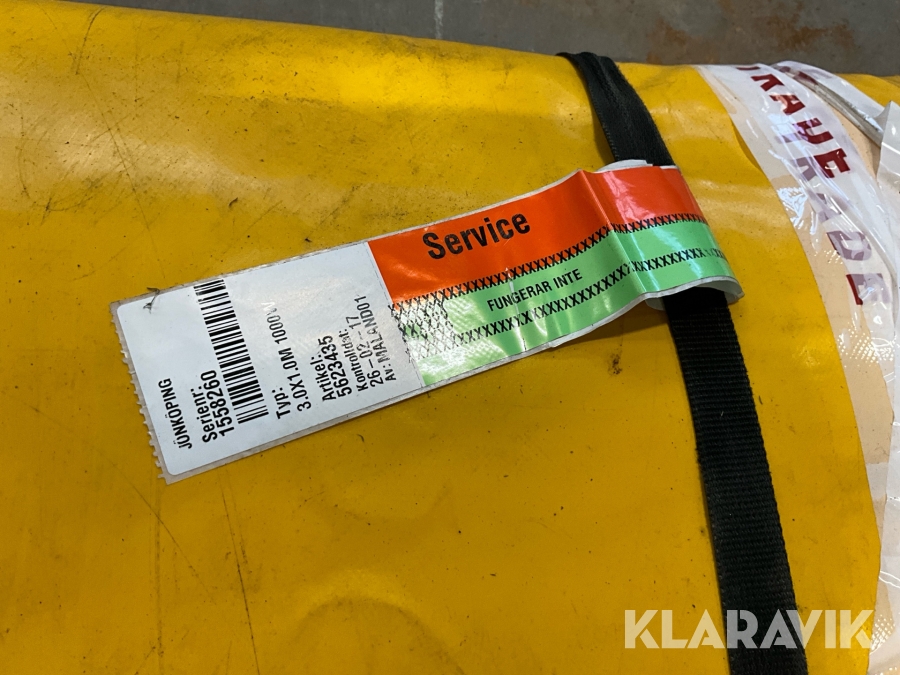 JÖNKÖPING
Serienr:
1558260
Typ:
3.0X1.0M 1000V
Artikel:
5623435
Kontrolldat:
26-02-17
Av:MALAND01
Service
FUNGERAR INTE
KLARAVIK